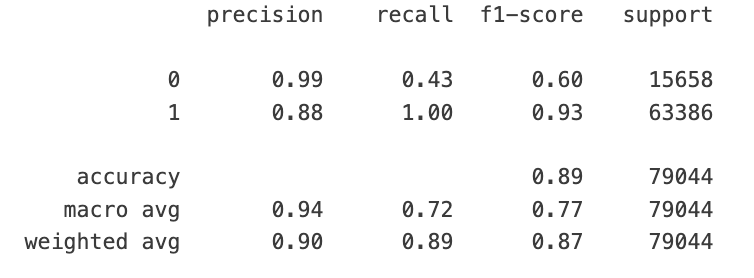 precision recall f1-score support
0 0.99 0.43 0.60 15658
1 0.88 1.00 0.93 63386
accuracy 0.89 79044
macro avg 0.94 0.72 0.77 79044
weighted avg 0.90 0.89 0.87 79044